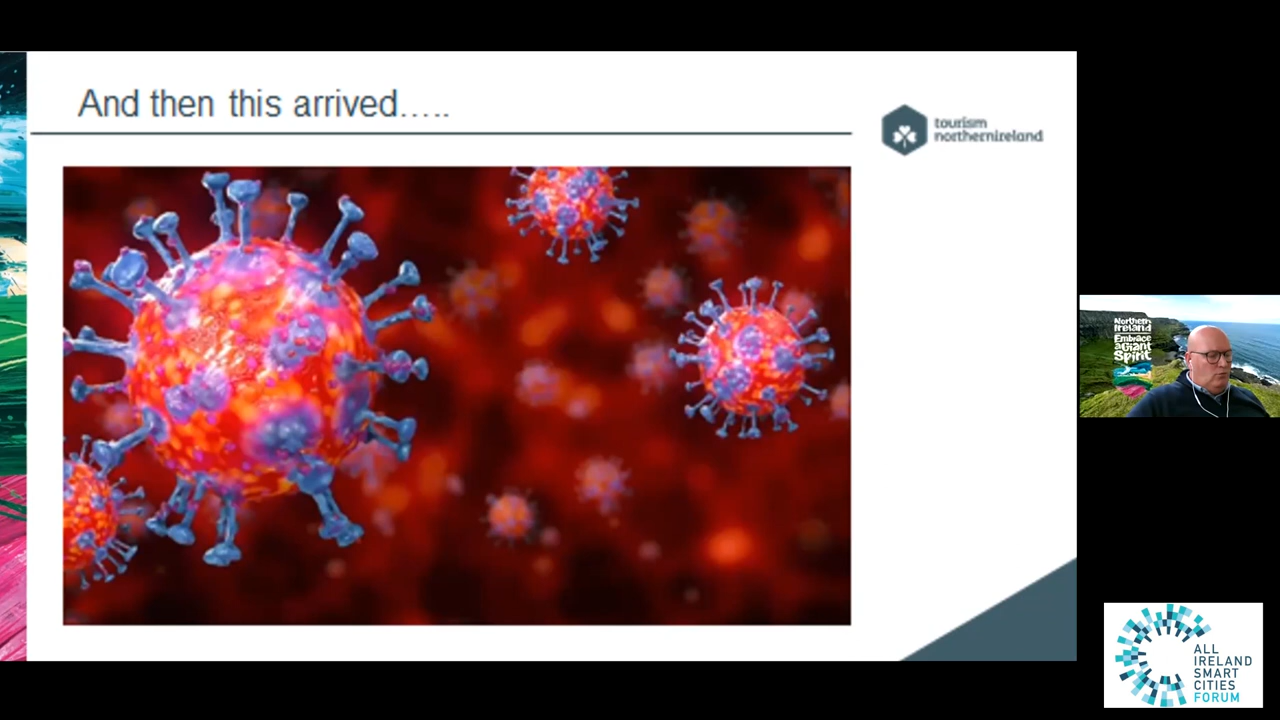 And then this arrived.....
tourism
northernireland
Northern
Ireland
Embrace
a Giant
Spirit
ALL
IRELAND
SMART
CITIES
FORUM